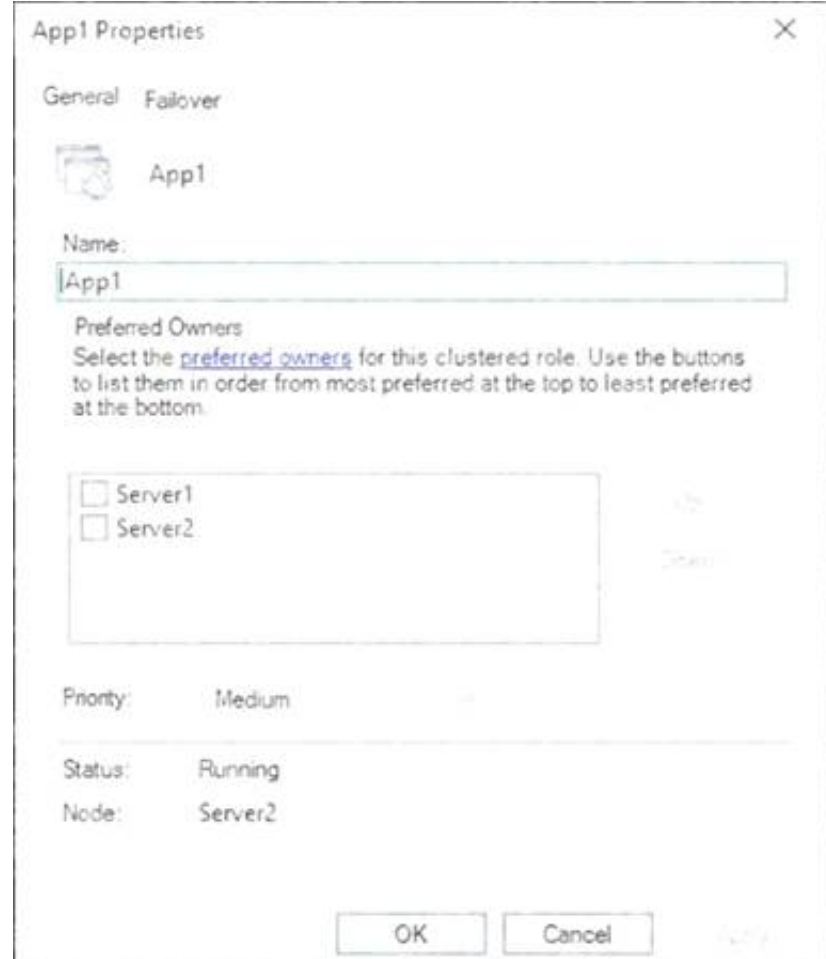 App1 Properties
General Failover
App1
Name:
App1
Preferred Owners
Select the preferred owners for this clustered role. Use the buttons
to list them in order from most preferred at the top to least preferred
at the bottom.
Server1
Server2
Priority: Medium
Status: Running
Node: Server2
OK Cancel